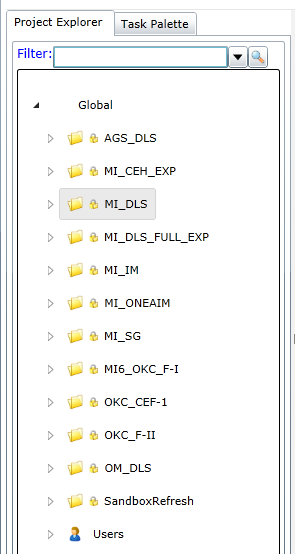 Project Explorer Task Palette
Filter:
Global
AGS_DLS
MI_CEH_EXP
MI_DLS
MI_DLS_FULL_EXP
MI_IM
MI_ONEAIM
MI_SG
MI6_OKC_F-I
OKC_CEF-1
OKC_F-II
OM_DLS
SandboxRefresh
Users